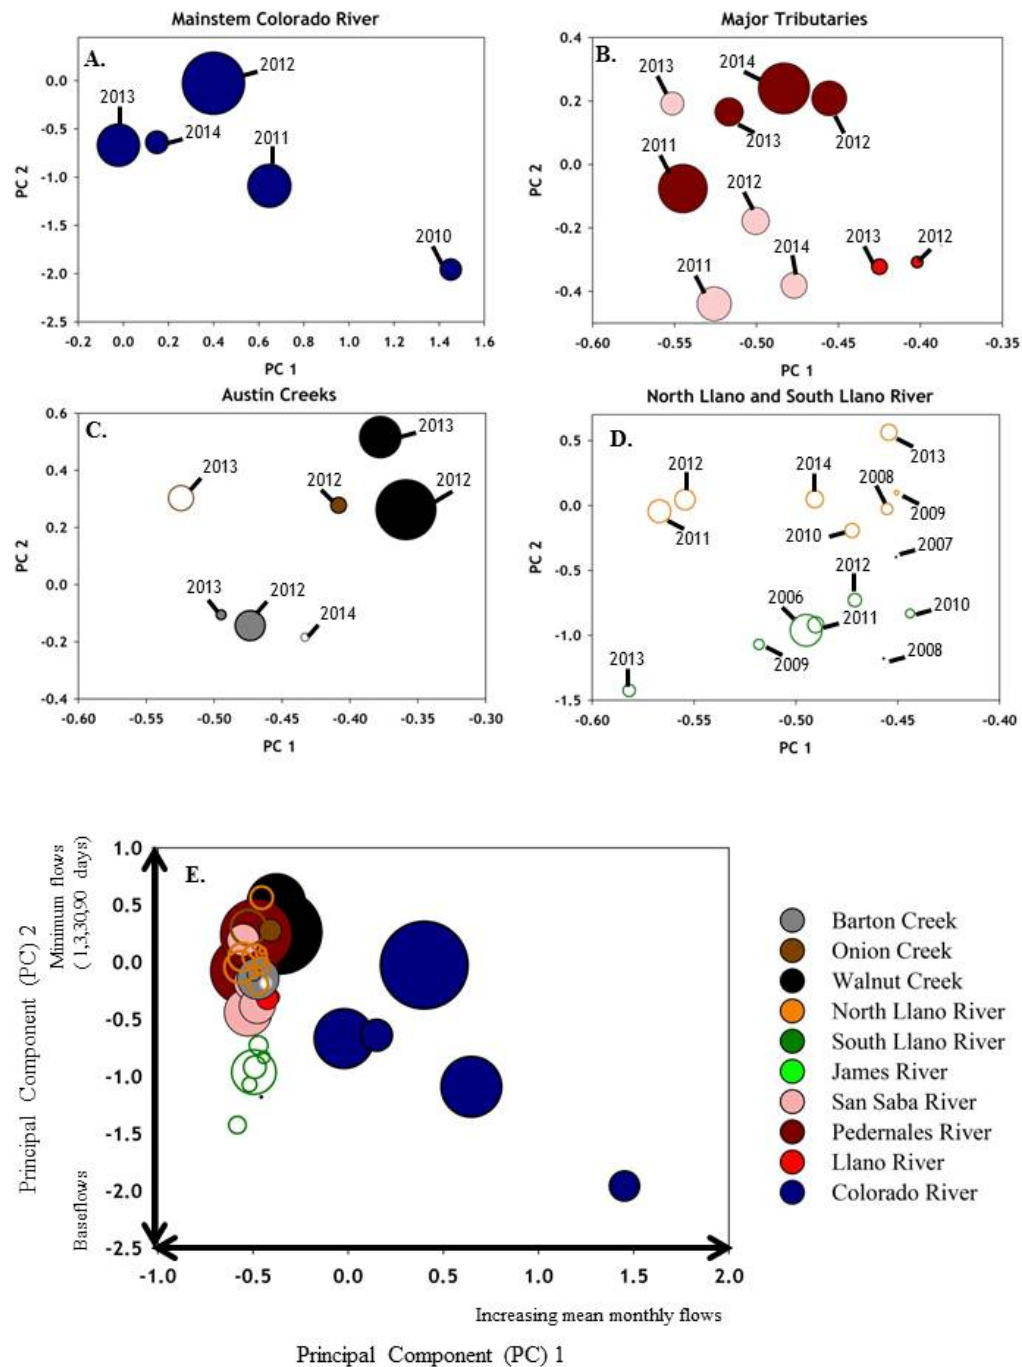 Mainstem Colorado River
A.
0.0
-0.5
-1.0
-1.5
-2.0
-2.5
PC 2
2012
2013
2014
2011
2010
-0.2 0.0 0.2 0.4 0.6 0.8 1.0 1.2 1.4 1.6
PC 1
Major Tributaries
B.
0.4
0.2
0.0
-0.2
-0.4
PC 2
2014
2013
2013
2012
2011
2012
2013
2012
2014
2011
-0.60 -0.55 -0.50 -0.45 -0.40 -0.35
PC 1
Austin Creeks
C.
0.6
0.4
0.2
0.0
-0.2
-0.4
PC 2
2013
2013
2012
2012
2013
2012
2014
-0.60 -0.55 -0.50 -0.45 -0.40 -0.35 -0.30
PC 1
North Llano and South Llano River
D.
0.5
0.0
-0.5
-1.0
-1.5
PC 2
2013
2012
2014
2008
2009
2011
2010
2007
2012
2006
2010
2011
2008
2009
2013
-0.60 -0.55 -0.50 -0.45 -0.40
PC 1
E.
1.0
0.5
0.0
-0.5
-1.0
-1.5
-2.0
-2.5
Principal Component (PC) 2
Minimum flows
( 1,3,30,90 days)
Baseflows
-1.0 -0.5 0.0 0.5 1.0 1.5 2.0
Increasing mean monthly flows
Principal Component (PC) 1
Barton Creek
Onion Creek
Walnut Creek
North Llano River
South Llano River
James River
San Saba River
Pedernales River
Llano River
Colorado River